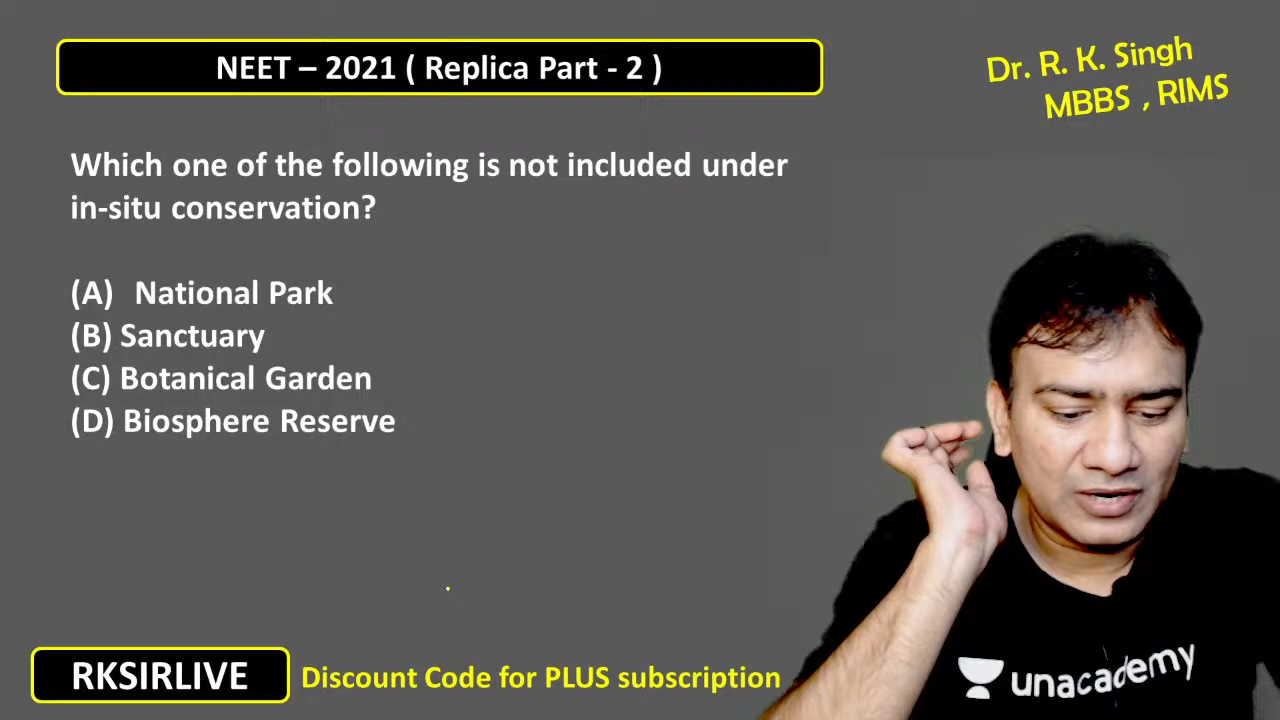 NEET – 2021 ( Replica Part - 2 )
Dr. R. K. Singh
MBBS , RIMS
Which one of the following is not included under
in-situ conservation?
(A) National Park
(B) Sanctuary
(C) Botanical Garden
(D) Biosphere Reserve
RKSIRLIVE
Discount Code for PLUS subscription
unacademy